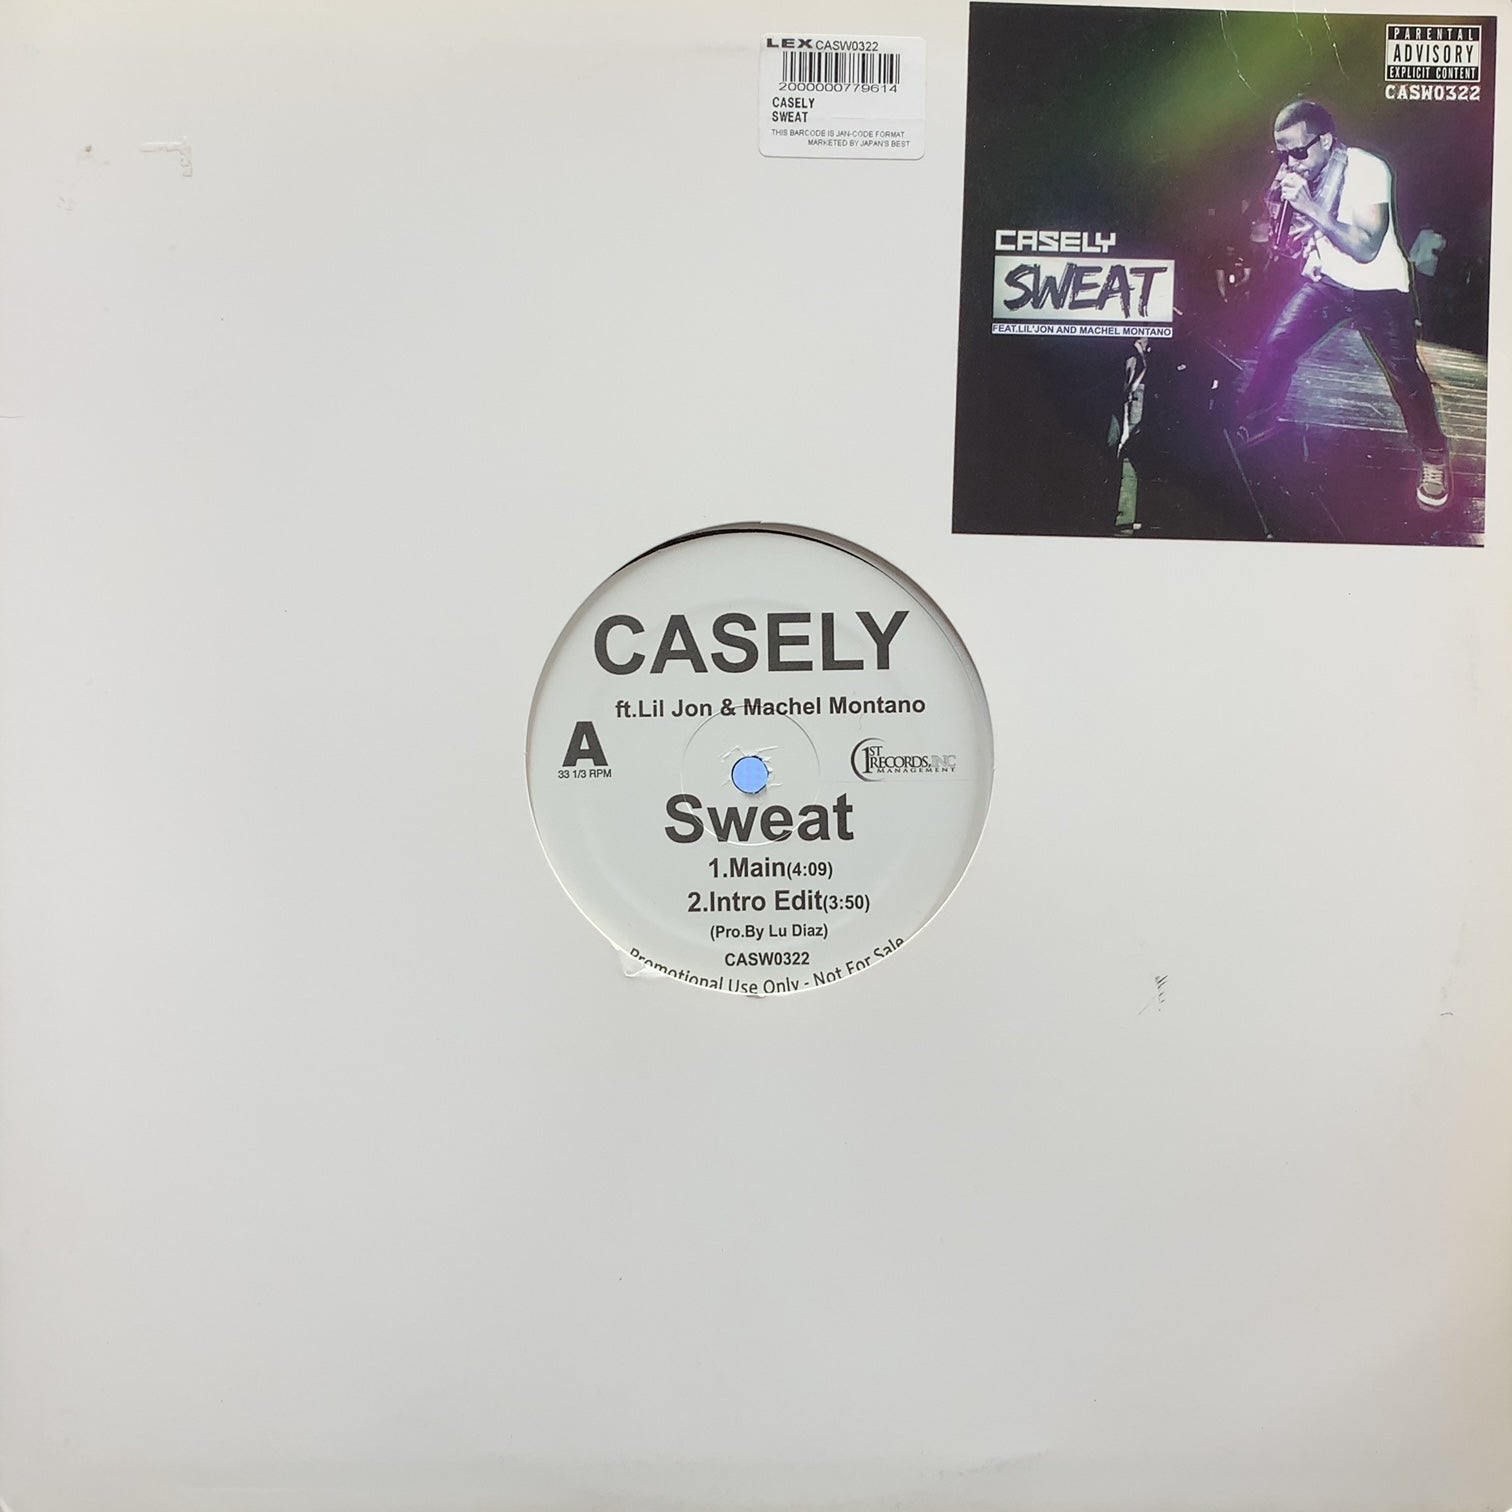 LEX CASW0322
2000000779614
CASELY
SWEAT
THIS BARCODE IS JAN-CODE FORMAT
MARKETED BY JAPAN'S BEST
PARENTAL
ADVISORY
EXPLICIT CONTENT
CASW0322
CASELY
SWEAT
FEAT.LIL'JON AND MACHEL MONTANO
CASELY
ft.Lil Jon & Machel Montano
A
33 1/3 RPM
1ST
RECORDS, INC
MANAGEMENT
Sweat
1.Main(4:09)
2.Intro Edit(3:50)
(Pro.By Lu Diaz)
CASW0322
Promotional Use Only - Not For Sale